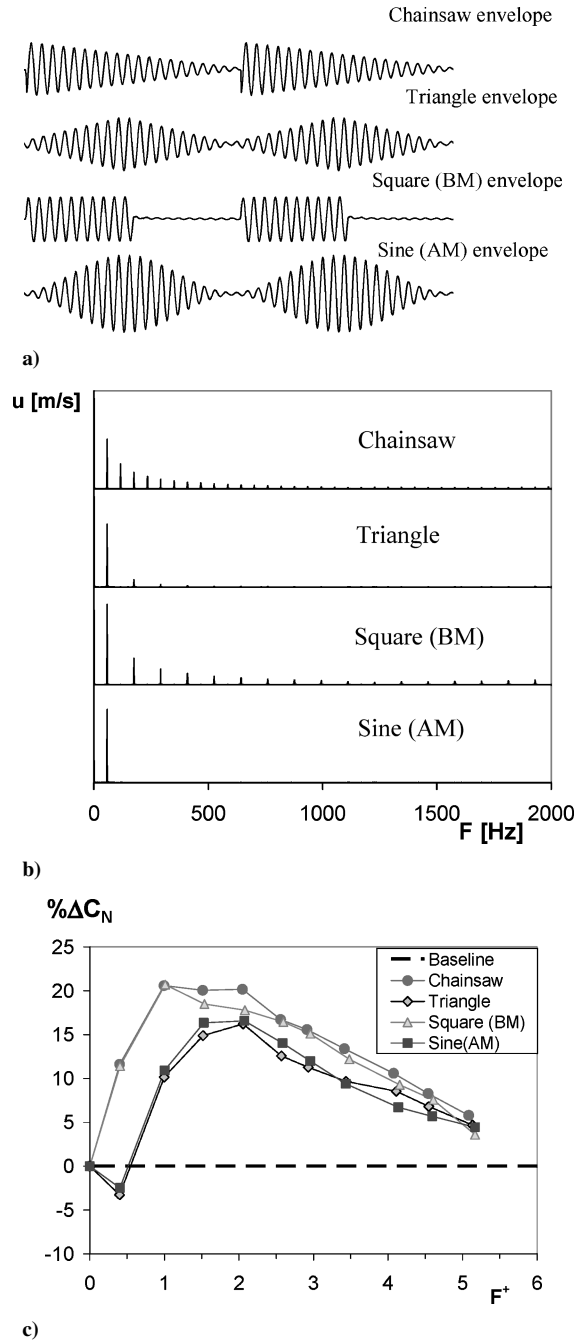 Chainsaw envelope
Triangle envelope
Square (BM) envelope
Sine (AM) envelope
a)
u [m/s]
Chainsaw
Triangle
Square (BM)
Sine (AM)
0 500 1000 1500 2000
F [Hz]
b)
%ΔC_N
25
20
15
10
5
0
-5
-10
Baseline
Chainsaw
Triangle
Square (BM)
Sine(AM)
0 1 2 3 4 5 6
F⁺
c)